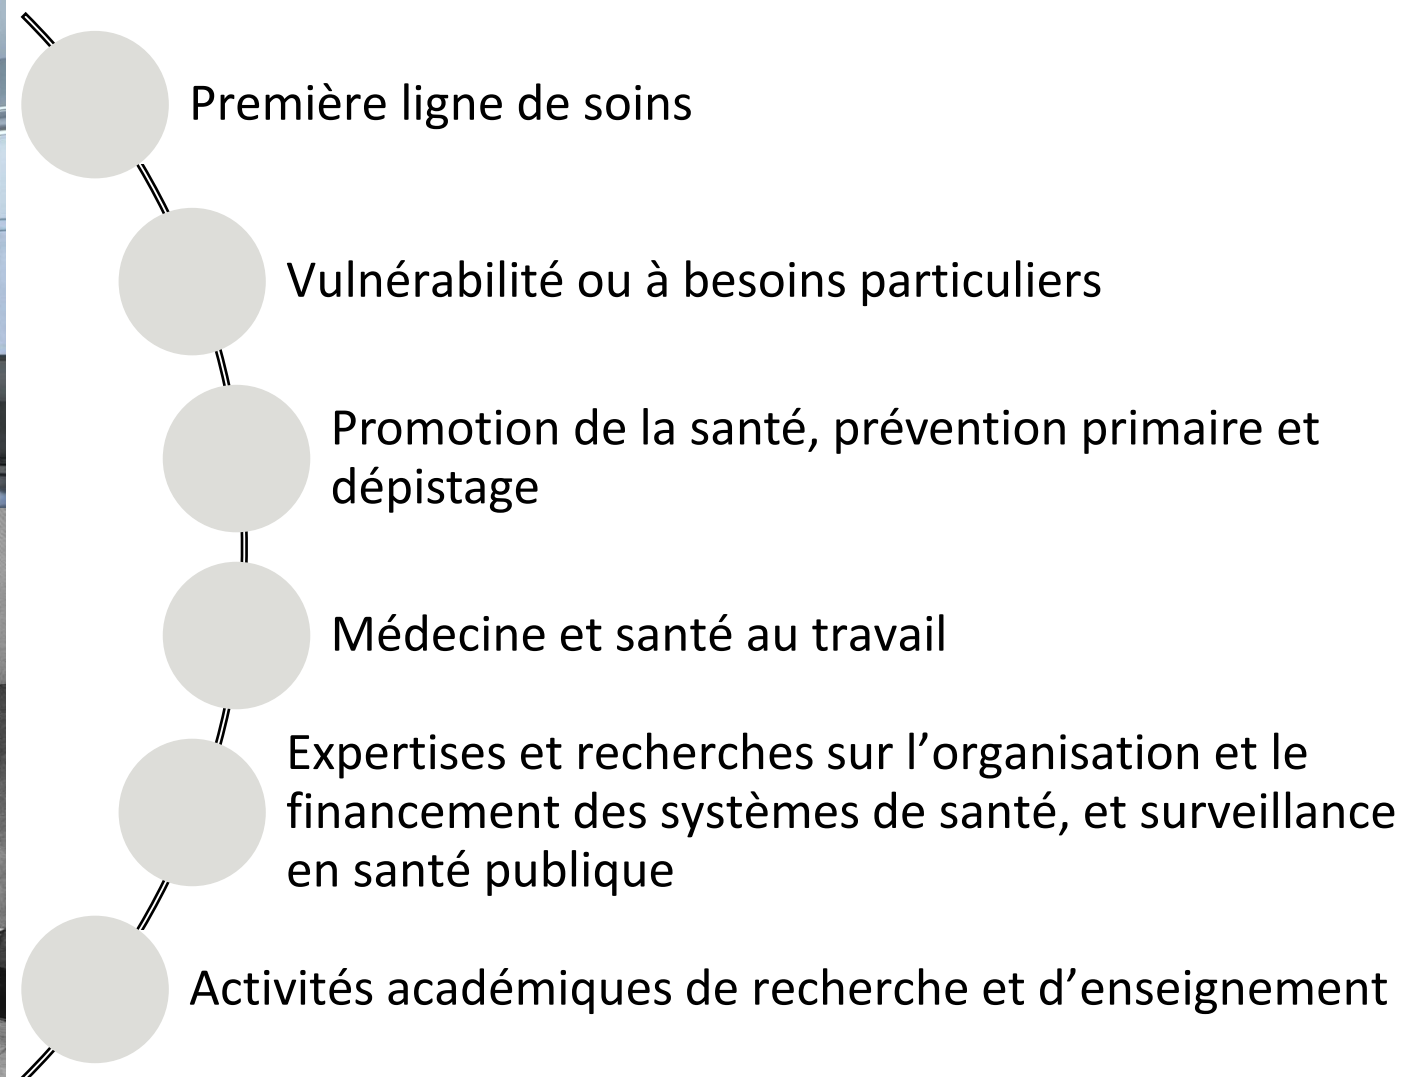 Première ligne de soins
Vulnérabilité ou à besoins particuliers
Promotion de la santé, prévention primaire et
dépistage
Médecine et santé au travail
Expertises et recherches sur l’organisation et le
financement des systèmes de santé, et surveillance
en santé publique
Activités académiques de recherche et d’enseignement